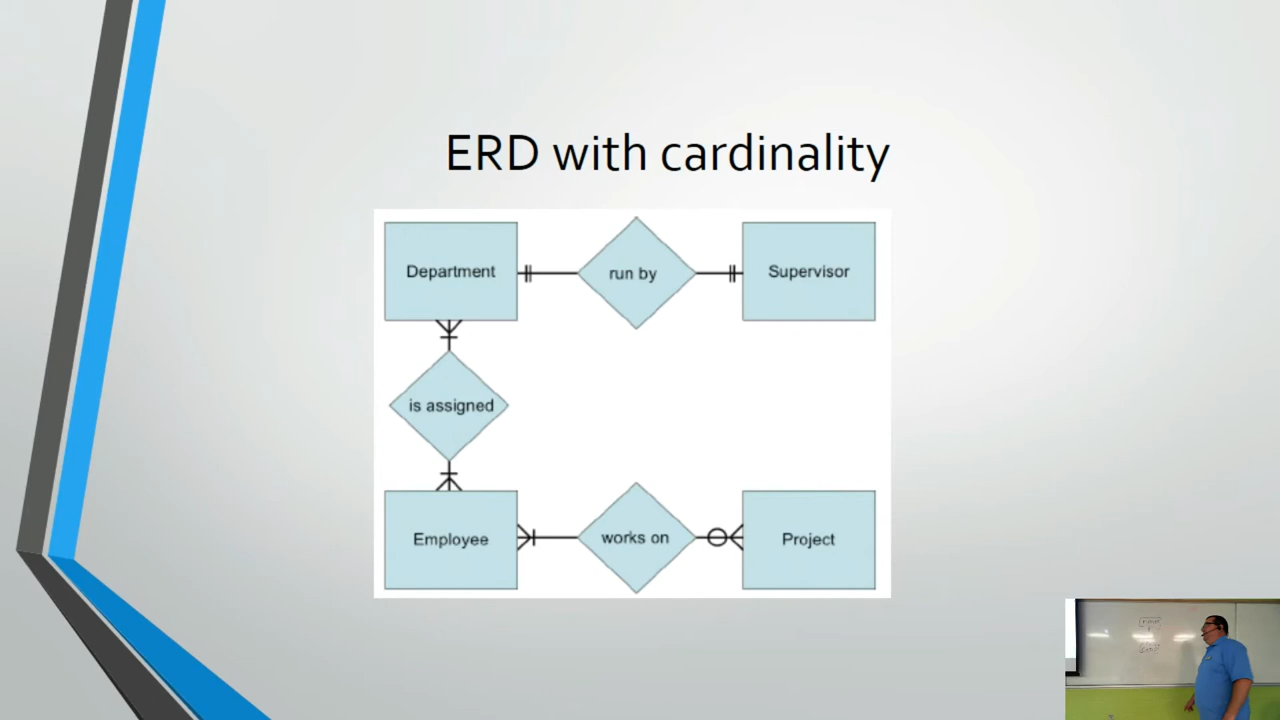 ERD with cardinality
Department
run by
Supervisor
is assigned
Employee
works on
Project